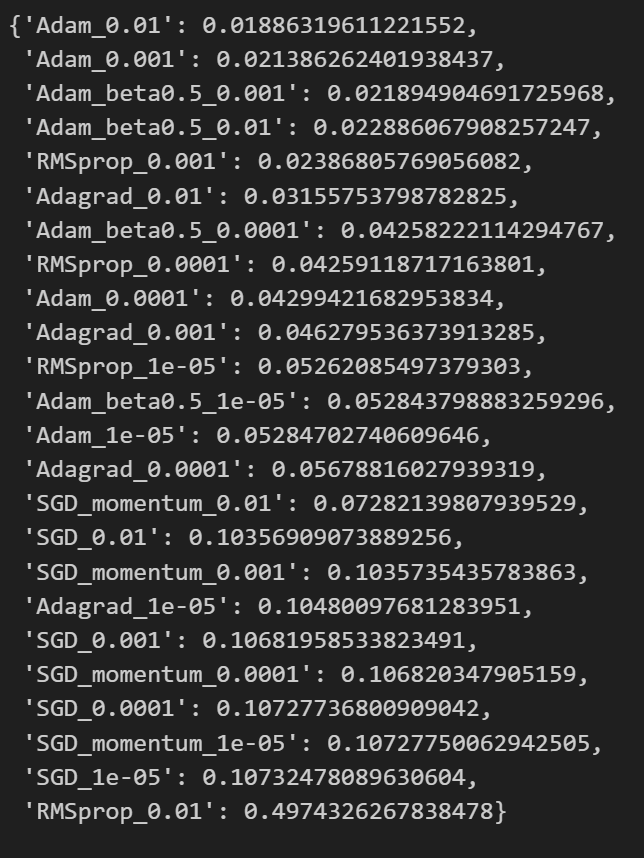 {'Adam_0.01': 0.01886319611221552,
'Adam_0.001': 0.021386262401938437,
'Adam_beta0.5_0.001': 0.021894904691725968,
'Adam_beta0.5_0.01': 0.022886067908257247,
'RMSprop_0.001': 0.02386805769056082,
'Adagrad_0.01': 0.03155753798782825,
'Adam_beta0.5_0.0001': 0.04258222114294767,
'RMSprop_0.0001': 0.04259118717163801,
'Adam_0.0001': 0.04299421682953834,
'Adagrad_0.001': 0.046279536373913285,
'RMSprop_1e-05': 0.05262085497379303,
'Adam_beta0.5_1e-05': 0.052843798883259296,
'Adam_1e-05': 0.05284702740609646,
'Adagrad_0.0001': 0.05678816027939319,
'SGD_momentum_0.01': 0.07282139807939529,
'SGD_0.01': 0.10356909073889256,
'SGD_momentum_0.001': 0.1035735435783863,
'Adagrad_1e-05': 0.10480097681283951,
'SGD_0.001': 0.10681958533823491,
'SGD_momentum_0.0001': 0.106820347905159,
'SGD_0.0001': 0.10727736800909042,
'SGD_momentum_1e-05': 0.10727750062942505,
'SGD_1e-05': 0.10732478089630604,
'RMSprop_0.01': 0.4974326267838478}